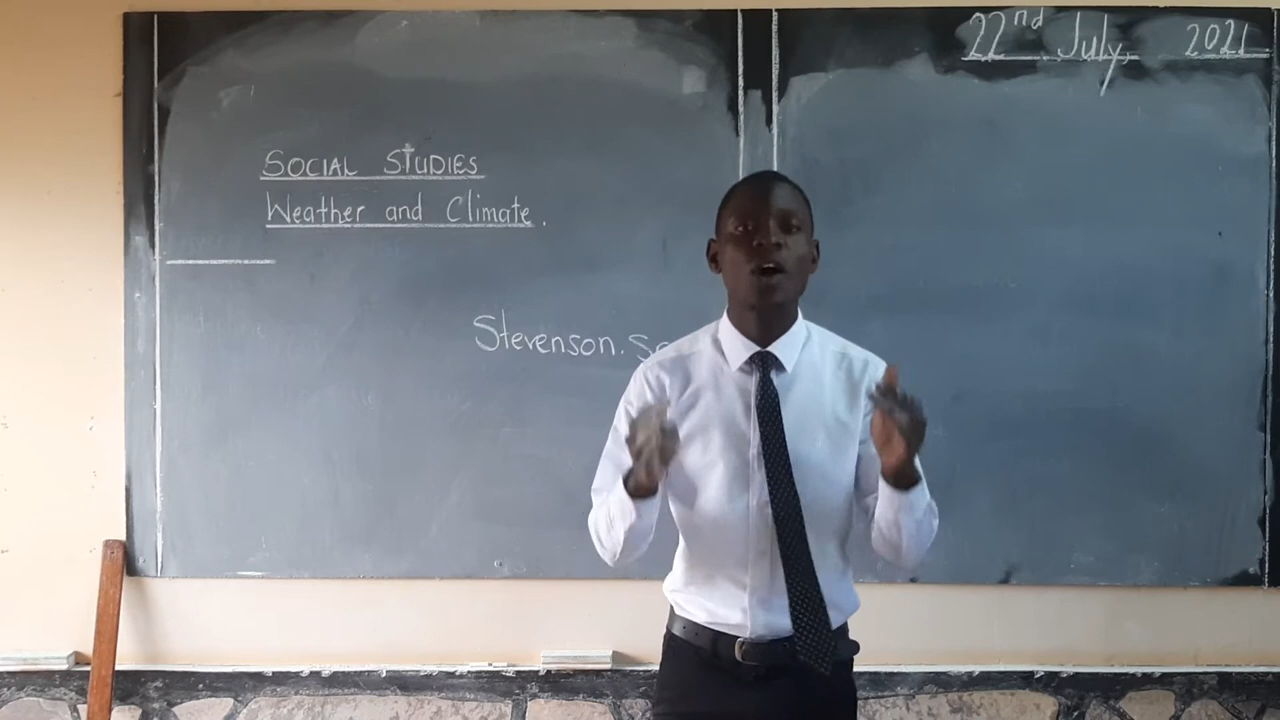 22nd July, 2021
SOCIAL STUDIES
Weather and Climate.
Stevenson.